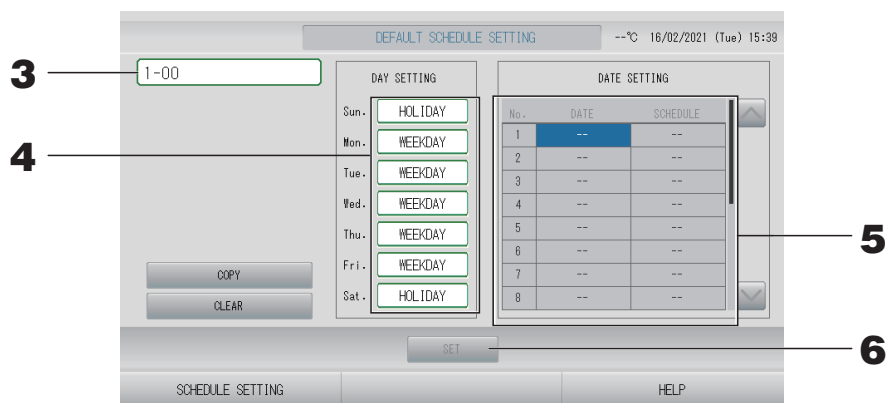 DEFAULT SCHEDULE SETTING --°C 16/02/2021 (Tue) 15:39
3
1-00
DAY SETTING
Sun. HOLIDAY
Mon. WEEKDAY
Tue. WEEKDAY
Wed. WEEKDAY
Thu. WEEKDAY
Fri. WEEKDAY
Sat. HOLIDAY
4
DATE SETTING
No. DATE SCHEDULE
1 -- --
2 -- --
3 -- --
4 -- --
5 -- --
6 -- --
7 -- --
8 -- --
5
COPY
CLEAR
SET
6
SCHEDULE SETTING HELP